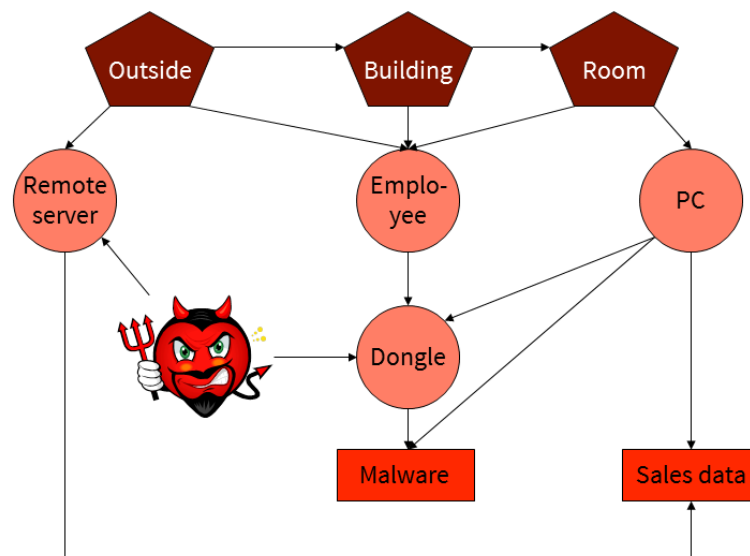 Outside
Building
Room
Remote
server
Emplo-
yee
PC
Dongle
Malware
Sales data